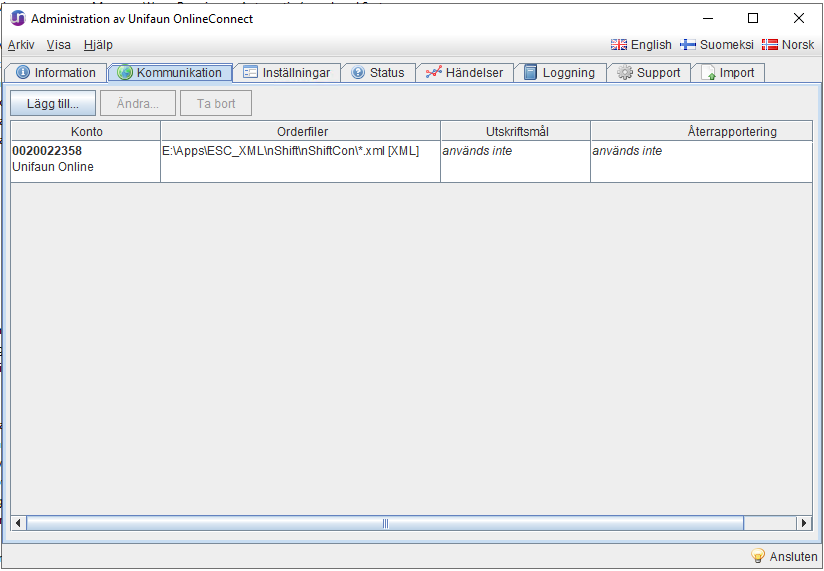 Administration av Unifaun OnlineConnect
Arkiv Visa Hjälp English Suomeksi Norsk
Information Kommunikation Inställningar Status Händelser Loggning Support Import
Lägg till... Ändra... Ta bort
Konto Orderfiler Utskriftsmål Återrapportering
0020022358 E:\Apps\ESC_XML\nShift\nShiftCon\*.xml [XML] används inte används inte
Unifaun Online
Ansluten